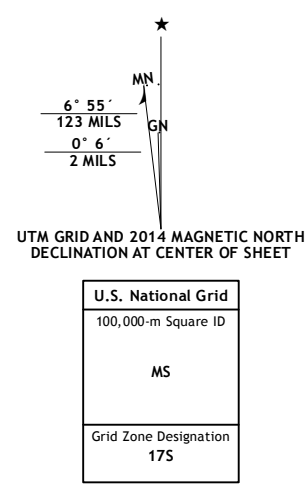 ★
MN
6° 55´
123 MILS
GN
0° 6´
2 MILS
UTM GRID AND 2014 MAGNETIC NORTH
DECLINATION AT CENTER OF SHEET
U.S. National Grid
100,000-m Square ID
MS
Grid Zone Designation
17S